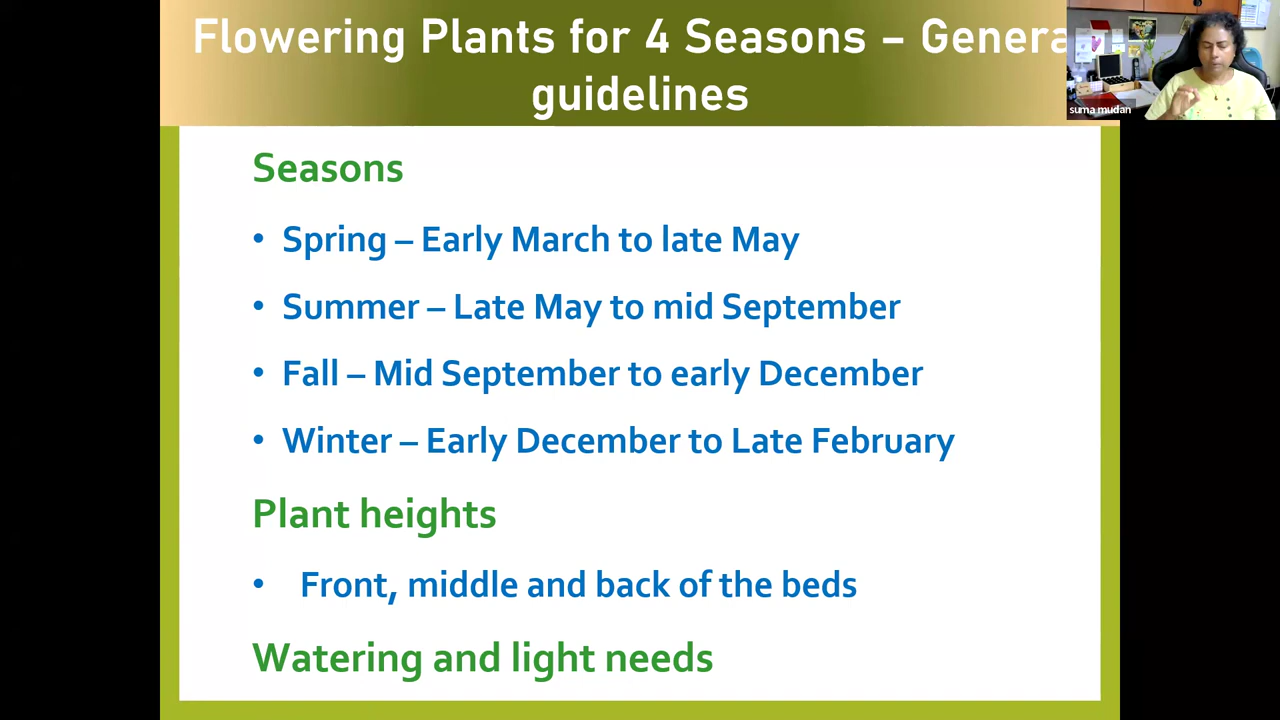 Flowering Plants for 4 Seasons – Genera
guidelines
suma mudan
Seasons
• Spring – Early March to late May
• Summer – Late May to mid September
• Fall – Mid September to early December
• Winter – Early December to Late February
Plant heights
• Front, middle and back of the beds
Watering and light needs